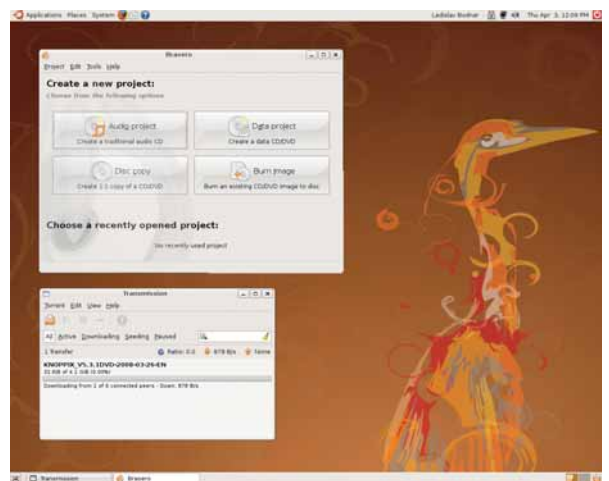 Applications Places System
Ladislav Bodnar
Thu Apr 3, 12:09 PM
Brasero
Project Edit Tools Help
Create a new project:
Choose from the following options
Audio project
Create a traditional audio CD
Data project
Create a data CD/DVD
Disc copy
Create 1:1 copy of a CD/DVD
Burn image
Burn an existing CD/DVD image to disc
Choose a recently opened project:
No recently used project
Transmission
Torrent Edit View Help
All Active Downloading Seeding Paused
1 Transfer
Ratio: 0.0
878 B/s
None
KNOPPIX_V5.3.1DVD-2008-03-26-EN
Downloading from 1 of 6 connected peers - Down: 878 B/s
Transmission
Brasero